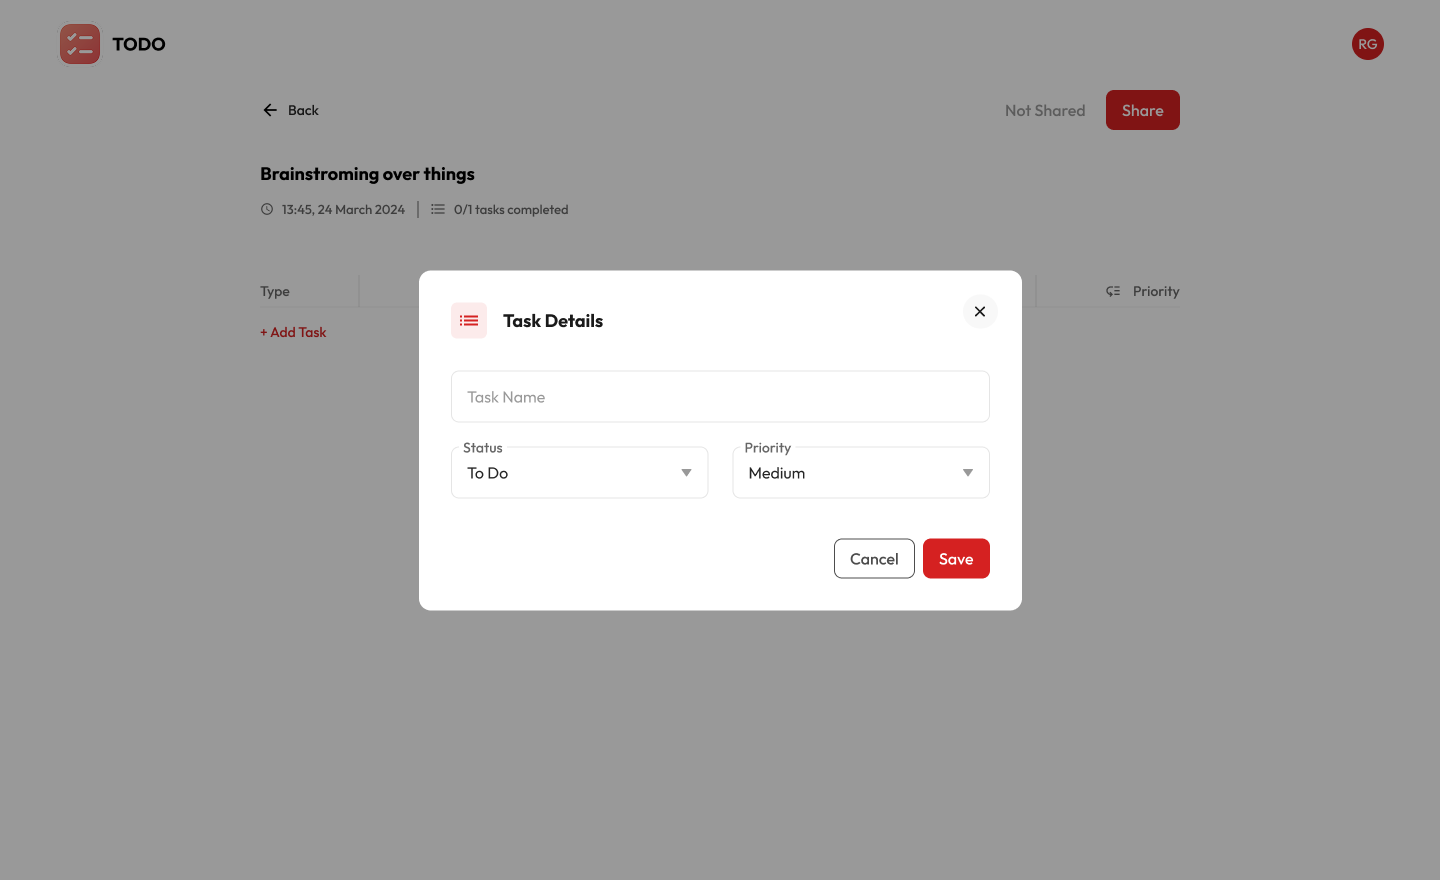 TODO
RG
Back
Not Shared
Share
Brainstroming over things
13:45, 24 March 2024
0/1 tasks completed
Type
Priority
+ Add Task
Task Details
Task Name
Status
To Do
Priority
Medium
Cancel
Save